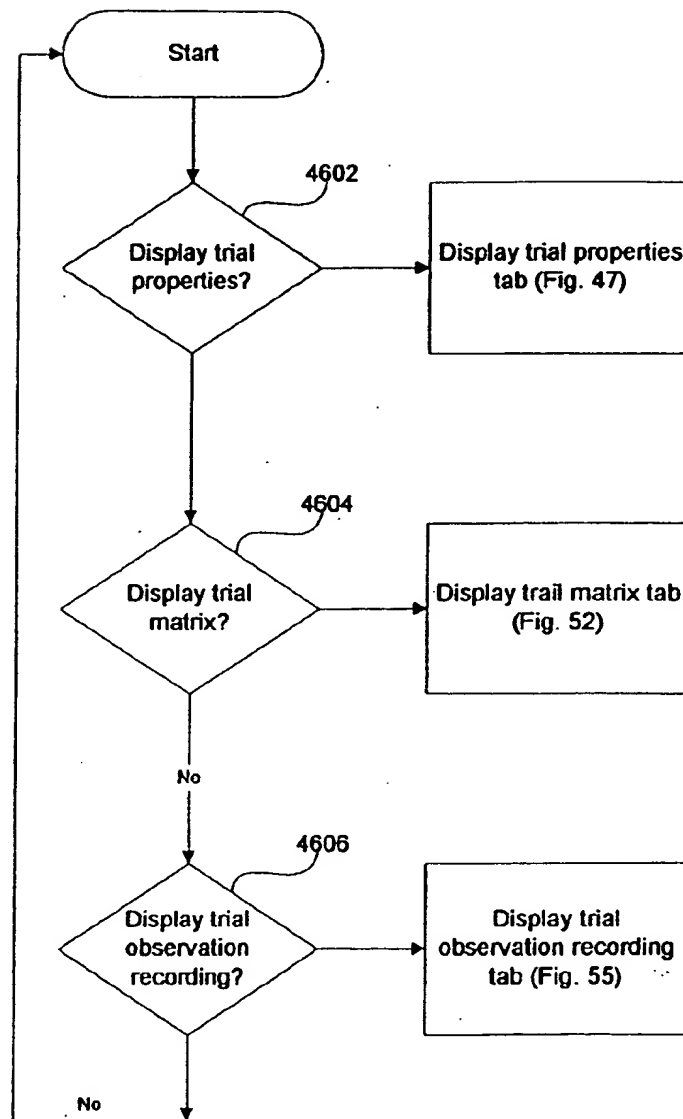 Start
4602
Display trial
properties?
Display trial properties
tab (Fig. 47)
4604
Display trial
matrix?
Display trail matrix tab
(Fig. 52)
No
4606
Display trial
observation
recording?
Display trial
observation recording
tab (Fig. 55)
No